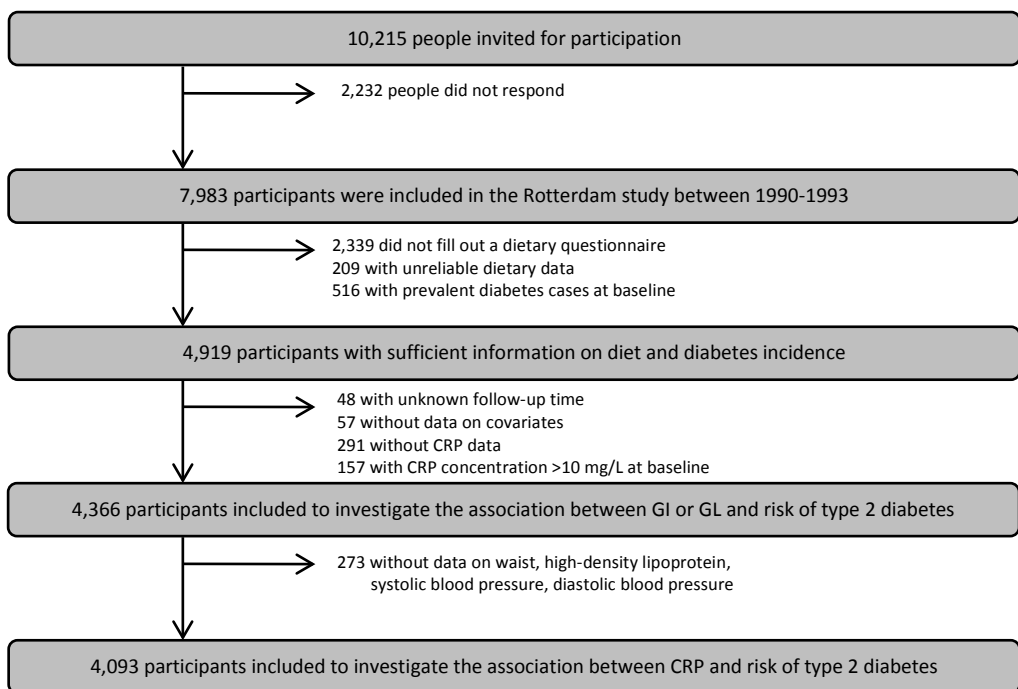 10,215 people invited for participation
2,232 people did not respond
7,983 participants were included in the Rotterdam study between 1990-1993
2,339 did not fill out a dietary questionnaire
209 with unreliable dietary data
516 with prevalent diabetes cases at baseline
4,919 participants with sufficient information on diet and diabetes incidence
48 with unknown follow-up time
57 without data on covariates
291 without CRP data
157 with CRP concentration >10 mg/L at baseline
4,366 participants included to investigate the association between GI or GL and risk of type 2 diabetes
273 without data on waist, high-density lipoprotein,
systolic blood pressure, diastolic blood pressure
4,093 participants included to investigate the association between CRP and risk of type 2 diabetes